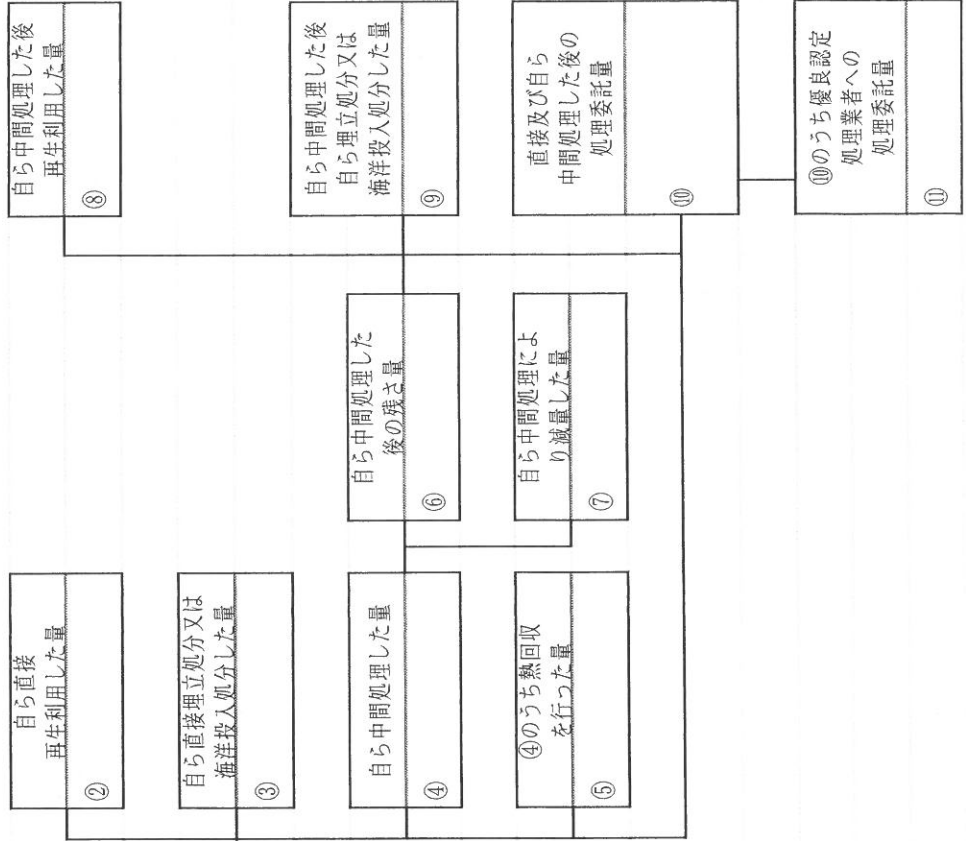 自ら直接
再生利用した量
②
自ら直接埋立処分又は
海洋投入処分した量
③
自ら中間処理した量
④
④のうち熱回収
を行った量
⑤
自ら中間処理した
後の残さ量
⑥
自ら中間処理によ
り減量した量
⑦
自ら中間処理した後
再生利用した量
⑧
自ら中間処理した後
自ら埋立処分又は
海洋投入処分した量
⑨
直接及び自ら
中間処理した後の
処理委託量
⑩
⑩のうち優良認定
処理業者への
処理委託量
⑪